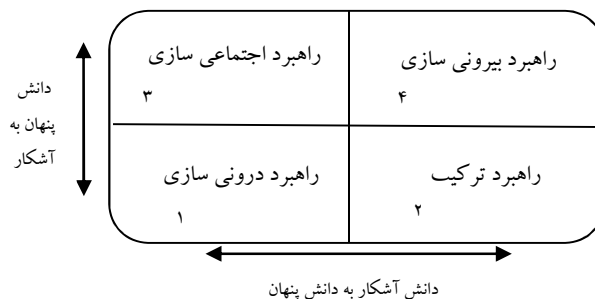 راهبرد اجتماعی سازی
۳
راهبرد بیرونی سازی
۴
دانش
پنهان به
آشکار
راهبرد درونی سازی
۱
راهبرد ترکیب
۲
دانش آشکار به دانش پنهان